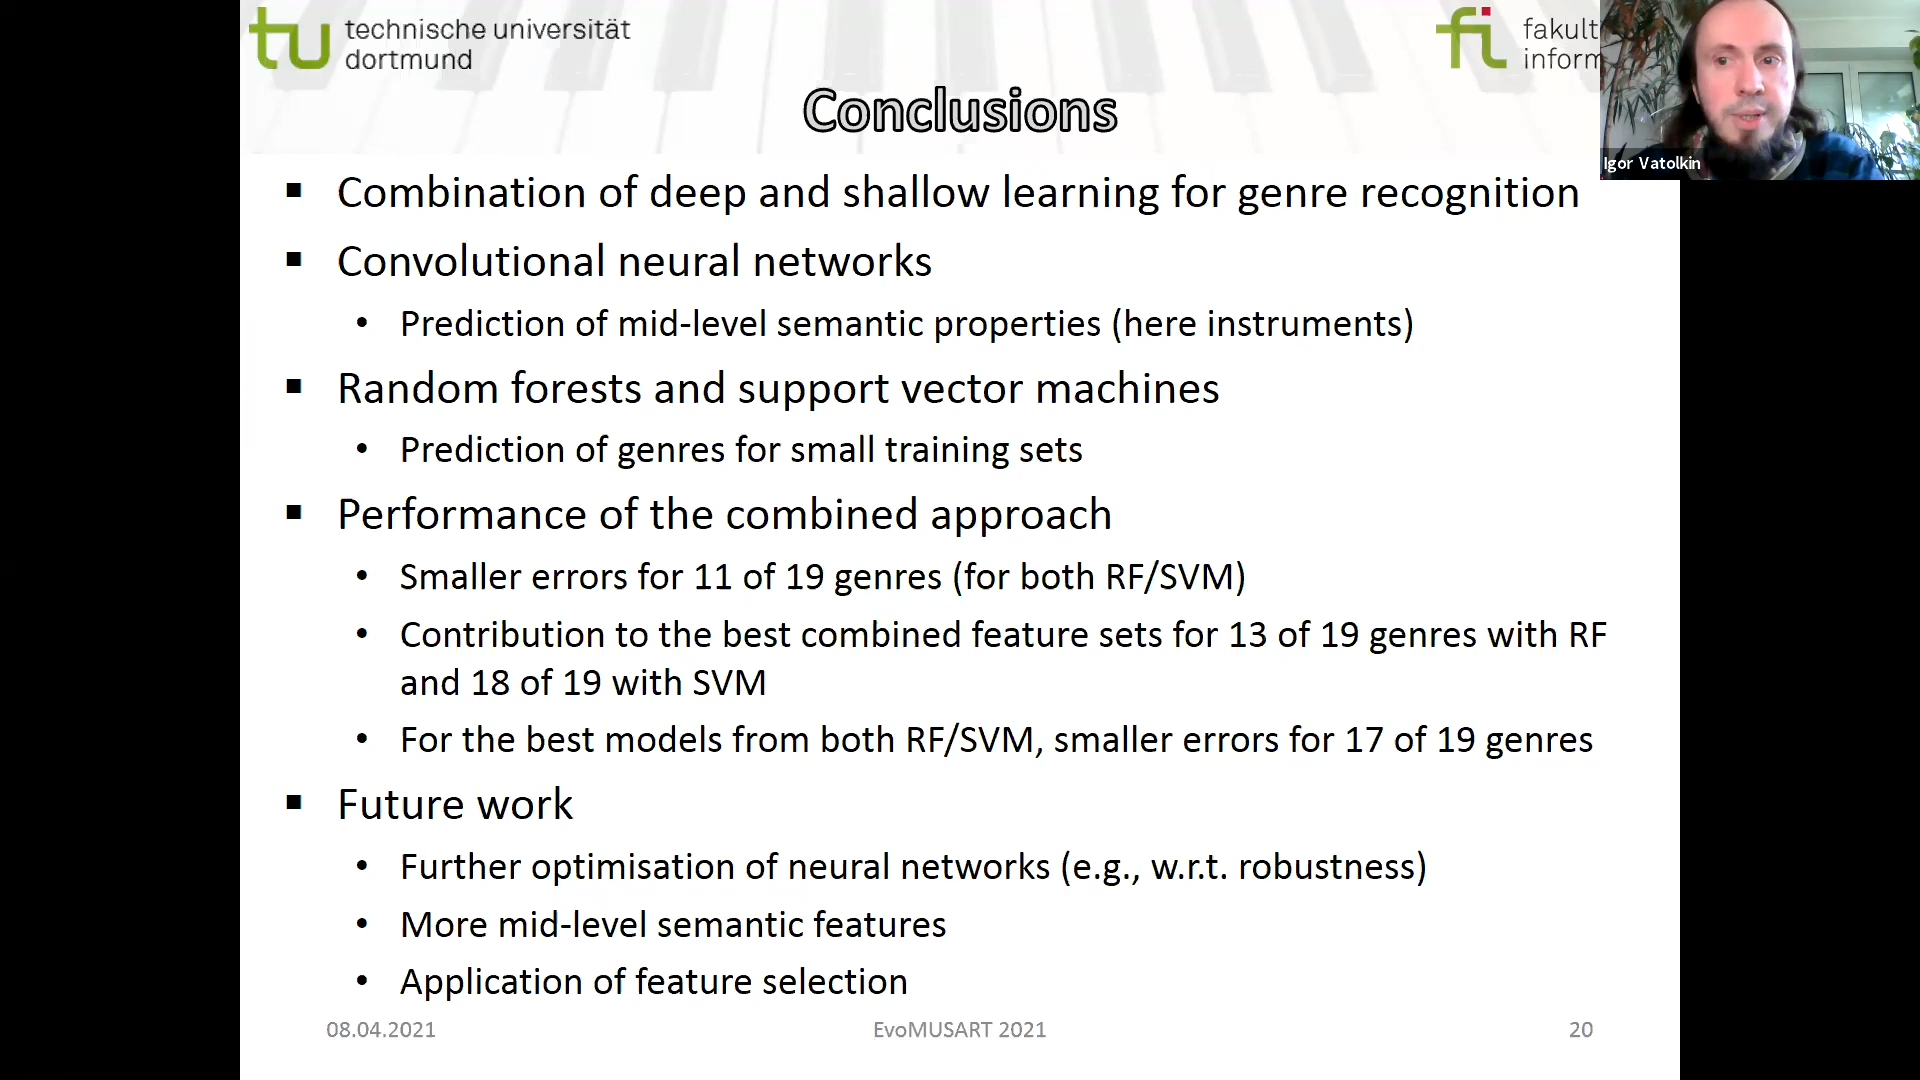 technische universität
dortmund
fakult
inform
Conclusions
Igor Vatolkin
▪ Combination of deep and shallow learning for genre recognition
▪ Convolutional neural networks
• Prediction of mid-level semantic properties (here instruments)
▪ Random forests and support vector machines
• Prediction of genres for small training sets
▪ Performance of the combined approach
• Smaller errors for 11 of 19 genres (for both RF/SVM)
• Contribution to the best combined feature sets for 13 of 19 genres with RF
and 18 of 19 with SVM
• For the best models from both RF/SVM, smaller errors for 17 of 19 genres
▪ Future work
• Further optimisation of neural networks (e.g., w.r.t. robustness)
• More mid-level semantic features
• Application of feature selection
08.04.2021
EvoMUSART 2021
20